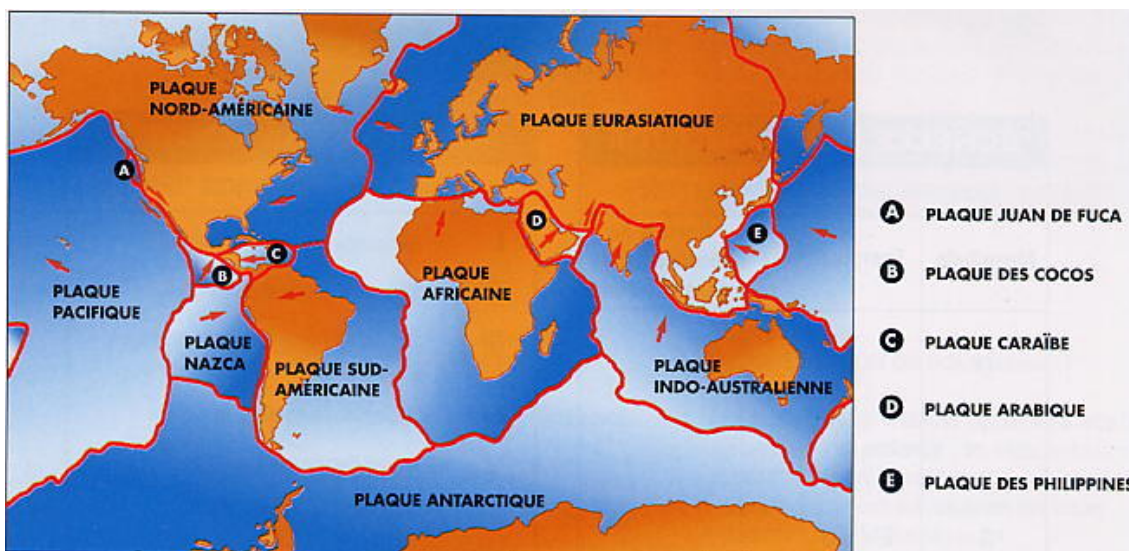 PLAQUE
NORD-AMÉRICAINE
PLAQUE EURASIATIQUE
A
D
E
C
B
PLAQUE
PACIFIQUE
PLAQUE
AFRICAINE
PLAQUE
NAZCA
PLAQUE SUD-
AMÉRICAINE
PLAQUE
INDO-AUSTRALIENNE
PLAQUE ANTARCTIQUE
A PLAQUE JUAN DE FUCA
B PLAQUE DES COCOS
C PLAQUE CARAÏBE
D PLAQUE ARABIQUE
E PLAQUE DES PHILIPPINES